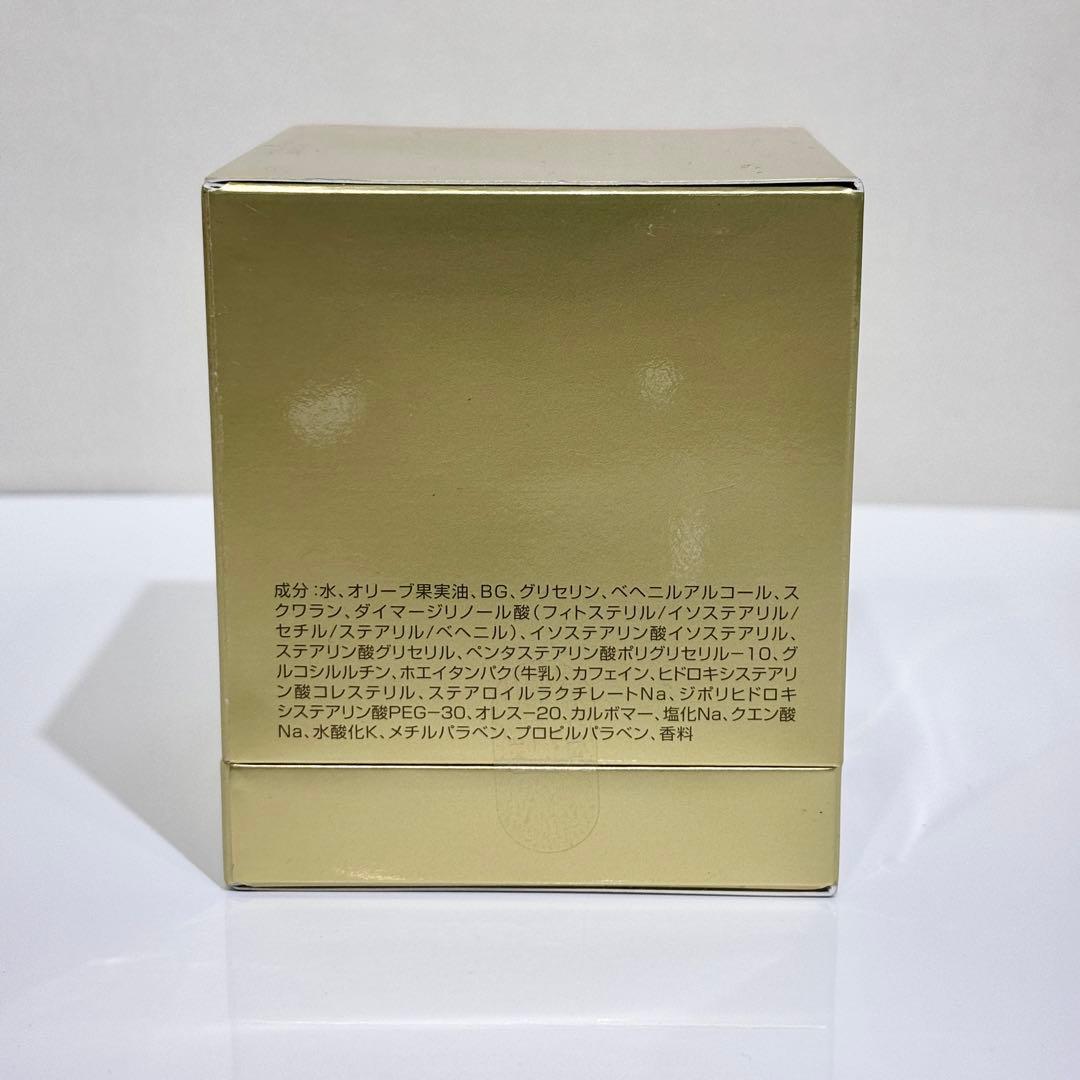 成分:水、オリーブ果実油、BG、グリセリン、ベヘニルアルコール、ス
クワラン、ダイマージリノール酸(フィトステリル/イソステアリル/
セチル/ステアリル/ベヘニル)、イソステアリン酸イソステアリル、
ステアリン酸グリセリル、ペンタステアリン酸ポリグリセリル−10、グ
ルコシルルチン、ホエイタンパク(牛乳)、カフェイン、ヒドロキシステアリ
ン酸コレステリル、ステアロイルラクチレートNa、ジポリヒドロキ
システアリン酸PEG−30、オレス−20、カルボマー、塩化Na、クエン酸
Na、水酸化K、メチルパラベン、プロピルパラベン、香料